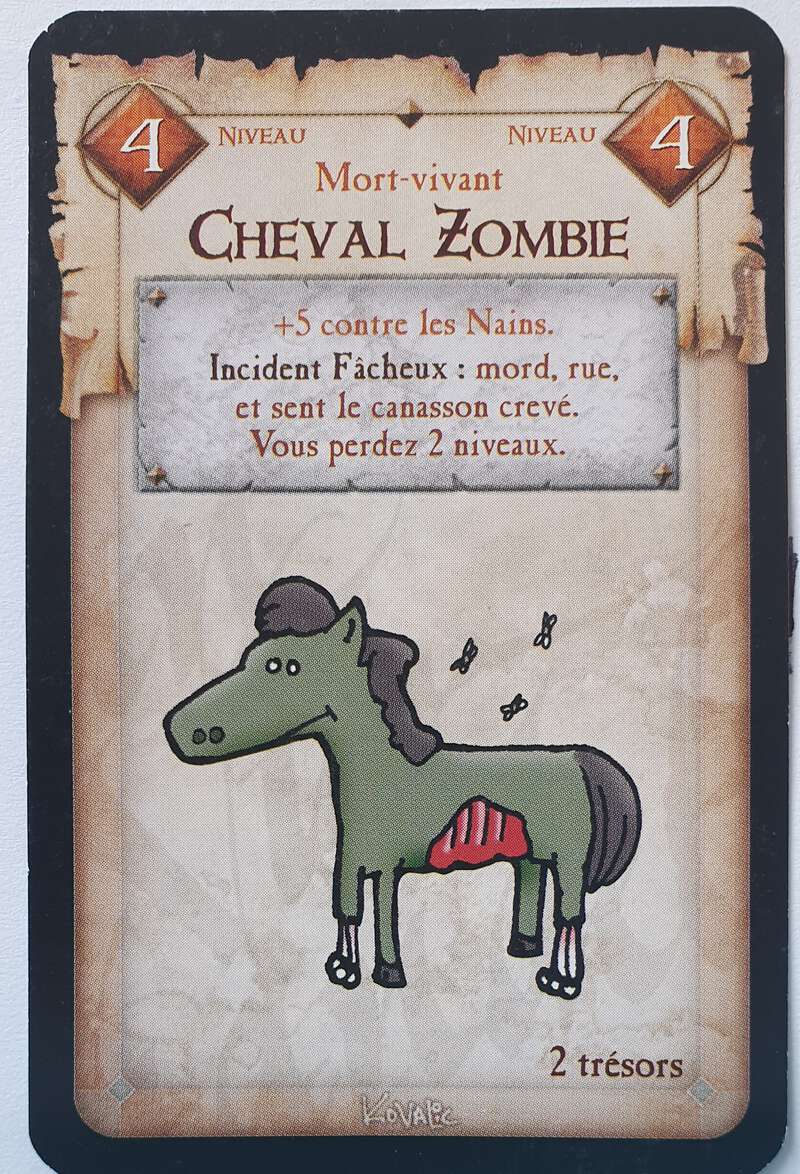 4 Niveau Niveau 4
Mort-vivant
Cheval Zombie
+5 contre les Nains.
Incident Fâcheux : mord, rue,
et sent le canasson crevé.
Vous perdez 2 niveaux.
2 trésors
Kovalic